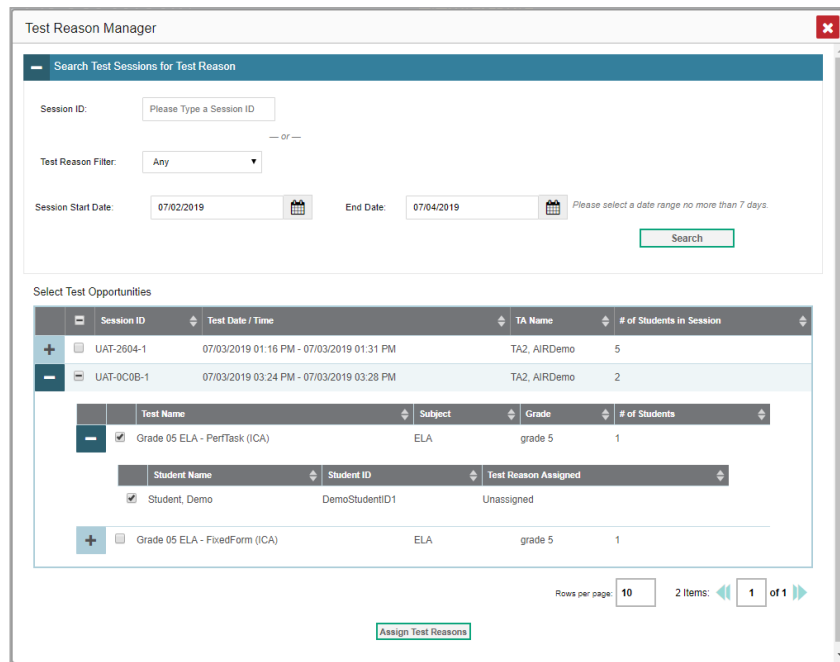 Test Reason Manager
Search Test Sessions for Test Reason
Session ID: Please Type a Session ID
— or —
Test Reason Filter: Any
Session Start Date: 07/02/2019 End Date: 07/04/2019 Please select a date range no more than 7 days.
Search
Select Test Opportunities
Session ID Test Date / Time TA Name # of Students in Session
UAT-2604-1 07/03/2019 01:16 PM - 07/03/2019 01:31 PM TA2, AIRDemo 5
UAT-0C0B-1 07/03/2019 03:24 PM - 07/03/2019 03:28 PM TA2, AIRDemo 2
Test Name Subject Grade # of Students
Grade 05 ELA - PerfTask (ICA) ELA grade 5 1
Student Name Student ID Test Reason Assigned
Student, Demo DemoStudentID1 Unassigned
Grade 05 ELA - FixedForm (ICA) ELA grade 5 1
Rows per page: 10 2 Items: 1 of 1
Assign Test Reasons